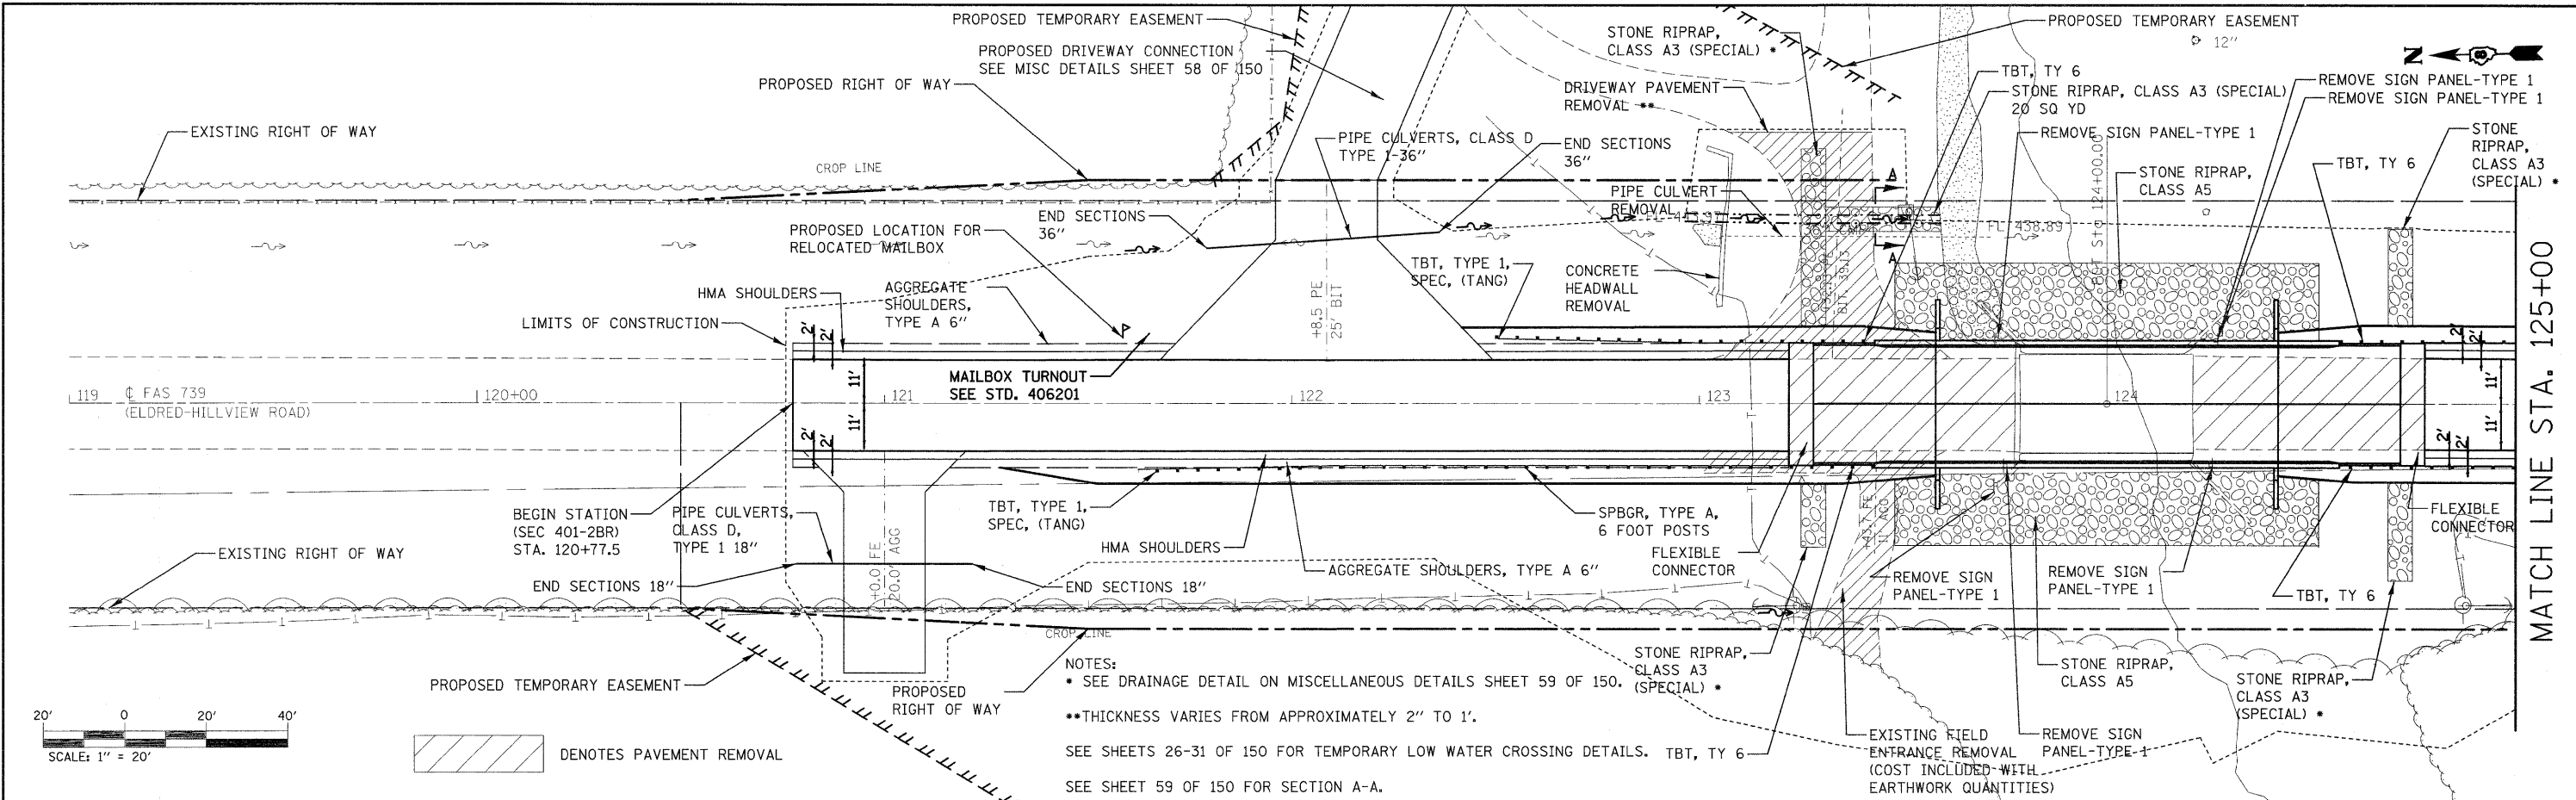 PROPOSED TEMPORARY EASEMENT
PROPOSED DRIVEWAY CONNECTION
SEE MISC DETAILS SHEET 58 OF 150
PROPOSED RIGHT OF WAY
EXISTING RIGHT OF WAY
CROP LINE
STONE RIPRAP,
CLASS A3 (SPECIAL) *
PROPOSED TEMPORARY EASEMENT
12"
N
DRIVEWAY PAVEMENT
REMOVAL **
TBT, TY 6
STONE RIPRAP, CLASS A3 (SPECIAL)
20 SQ YD
REMOVE SIGN PANEL-TYPE 1
REMOVE SIGN PANEL-TYPE 1
REMOVE SIGN PANEL-TYPE 1
STONE
RIPRAP,
CLASS A3
(SPECIAL) *
PIPE CULVERTS, CLASS D
TYPE 1-36"
END SECTIONS
36"
TBT, TY 6
STONE RIPRAP,
CLASS A5
PIPE CULVERT
REMOVAL
A
A
FL 438.89
124+00.00
END SECTIONS
36"
PROPOSED LOCATION FOR
RELOCATED MAILBOX
TBT, TYPE 1,
SPEC, (TANG)
CONCRETE
HEADWALL
REMOVAL
HMA SHOULDERS
AGGREGATE
SHOULDERS,
TYPE A 6"
LIMITS OF CONSTRUCTION
+8.5 PE
25' BIT
2'
2'
2'
2'
11'
11'
11'
11'
MAILBOX TURNOUT
SEE STD. 406201
119
℄ FAS 739
(ELDRED-HILLVIEW ROAD)
120+00
121
122
123
124
2'
2'
2'
2'
MATCH LINE STA. 125+00
BEGIN STATION
(SEC 401-2BR)
STA. 120+77.5
PIPE CULVERTS,
CLASS D,
TYPE 1 18"
TBT, TYPE 1,
SPEC, (TANG)
HMA SHOULDERS
SPBGR, TYPE A,
6 FOOT POSTS
FLEXIBLE
CONNECTOR
FLEXIBLE
CONNECTOR
EXISTING RIGHT OF WAY
END SECTIONS 18"
+0.0 FE
20.0' AGG
END SECTIONS 18"
AGGREGATE SHOULDERS, TYPE A 6"
REMOVE SIGN
PANEL-TYPE 1
REMOVE SIGN
PANEL-TYPE 1
TBT, TY 6
CROP LINE
PROPOSED TEMPORARY EASEMENT
PROPOSED
RIGHT OF WAY
NOTES:
* SEE DRAINAGE DETAIL ON MISCELLANEOUS DETAILS SHEET 59 OF 150.
**THICKNESS VARIES FROM APPROXIMATELY 2" TO 1'.
SEE SHEETS 26-31 OF 150 FOR TEMPORARY LOW WATER CROSSING DETAILS.
SEE SHEET 59 OF 150 FOR SECTION A-A.
STONE RIPRAP,
CLASS A3
(SPECIAL) *
TBT, TY 6
STONE RIPRAP,
CLASS A5
STONE RIPRAP,
CLASS A3
(SPECIAL) *
EXISTING FIELD
ENTRANCE REMOVAL
(COST INCLUDED WITH
EARTHWORK QUANTITIES)
REMOVE SIGN
PANEL-TYPE 1
20' 0 20' 40'
SCALE: 1" = 20'
DENOTES PAVEMENT REMOVAL